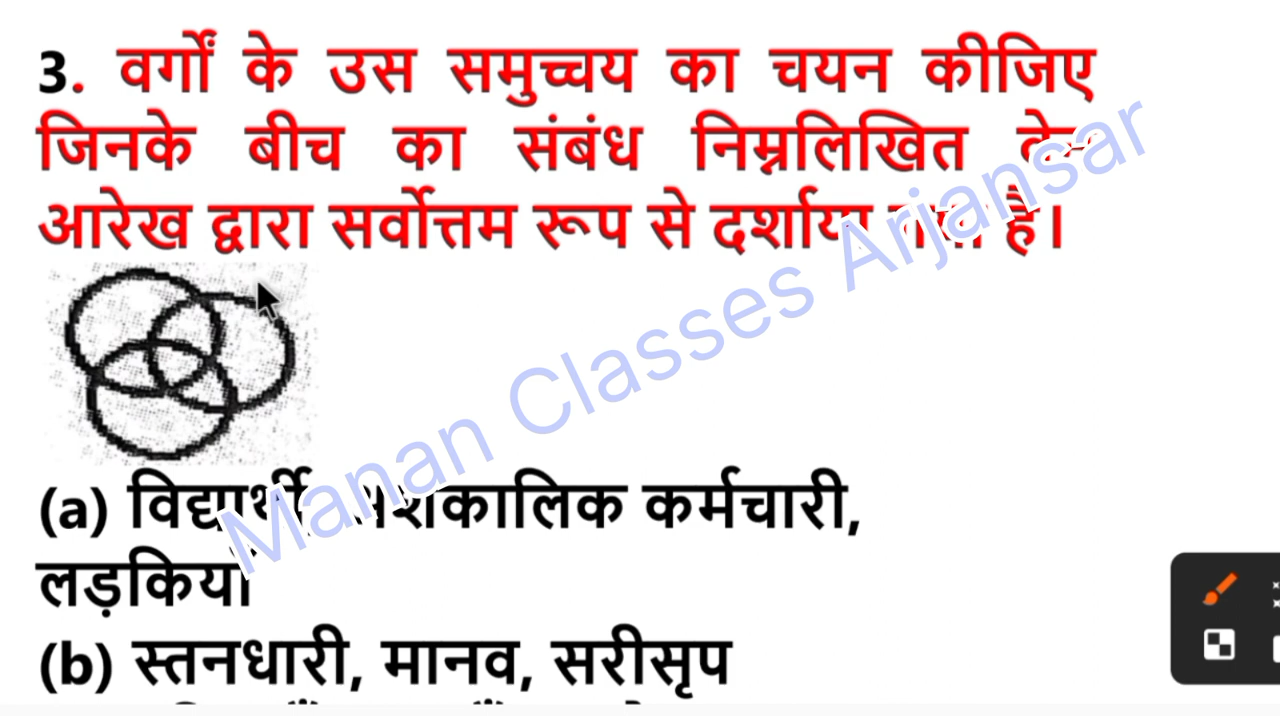 3. वर्गों के उस समुच्चय का चयन कीजिए
जिनके बीच का संबंध निम्नलिखित
आरेख द्वारा सर्वोत्तम रूप से दर्शाया है।
Manan Classes Arjansar
(a) विद्यार्थी, कर्मचारी,
लड़कियां
(b) स्तनधारी, मानव, सरीसृप